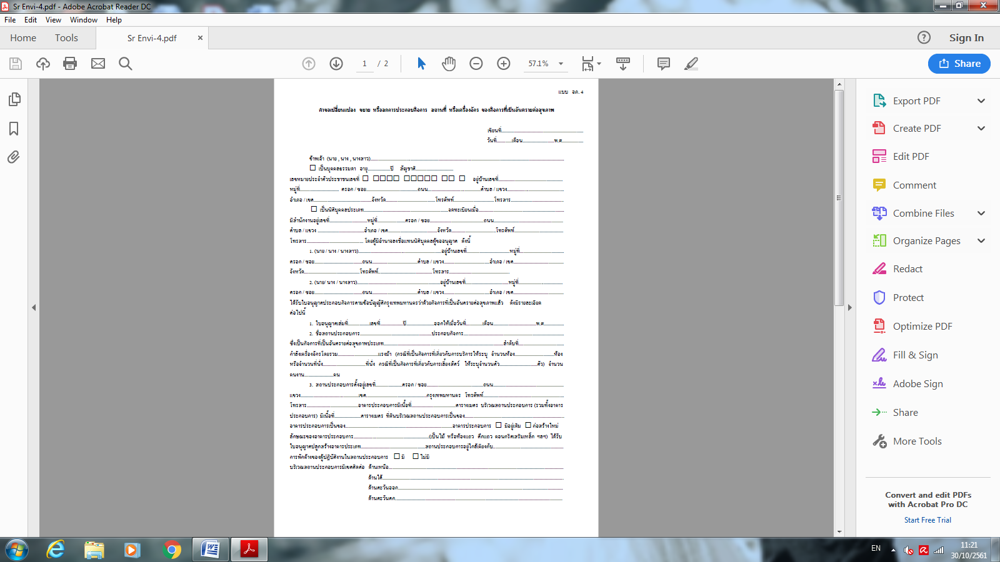 Sr Envi-4.pdf - Adobe Acrobat Reader DC
File Edit View Window Help
Home Tools Sr Envi-4.pdf × ? Sign In
1 / 2 57.1% Share
แบบ อภ. 4
คำขอเปลี่ยนแปลง ขยาย หรือลดการประกอบกิจการ สถานที่ หรือเครื่องจักร ของกิจการที่เป็นอันตรายต่อสุขภาพ
เขียนที่
วันที่............เดือน........................พ.ศ................
ข้าพเจ้า (นาย , นาง , นางสาว)
☐ เป็นบุคคลธรรมดา อายุ.................ปี สัญชาติ............................
เลขหมายประจำตัวประชาชนเลขที่ ☐ ☐☐☐☐ ☐☐☐☐☐ ☐☐ ☐ อยู่บ้านเลขที่
หมู่ที่.............................. ตรอก / ซอย........................................ถนน........................................ตำบล / แขวง
อำเภอ / เขต............................................จังหวัด......................................โทรศัพท์...............................โทรสาร
☐ เป็นนิติบุคคลประเภท................................................................จดทะเบียนเมื่อ
มีสำนักงานอยู่เลขที่.............................หมู่ที่.....................ตรอก / ซอย........................................ถนน
ตำบล / แขวง ...................................อำเภอ / เขต.....................................จังหวัด..................................โทรศัพท์
โทรสาร........................................... โดยผู้มีอำนาจลงชื่อแทนนิติบุคคลผู้ขออนุญาต ดังนี้
1. (นาย / นาง / นางสาว)...............................................................อยู่บ้านเลขที่.................................หมู่ที่
ตรอก / ซอย....................................ถนน...................................ตำบล / แขวง..................................อำเภอ / เขต
จังหวัด..........................................โทรศัพท์.........................................โทรสาร
2. (นาย/ นาง / นางสาว)...............................................................อยู่บ้านเลขที่.................................หมู่ที่
ตรอก / ซอย....................................ถนน...................................ตำบล / แขวง..................................อำเภอ / เขต
ได้รับใบอนุญาตประกอบกิจการตามข้อบัญญัติกรุงเทพมหานครว่าด้วยกิจการที่เป็นอันตรายต่อสุขภาพแล้ว ดังมีรายละเอียด
ต่อไปนี้
1. ใบอนุญาตเล่มที่................เลขที่.................ปี.....................ออกให้เมื่อวันที่.............เดือน................................พ.ศ
2. ชื่อสถานประกอบการ......................................................ประกอบกิจการ
ซึ่งเป็นกิจการที่เป็นอันตรายต่อสุขภาพประเภท..........................................................................................ลำดับที่
กำลังเครื่องจักรโดยรวม..............................แรงม้า (กรณีที่เป็นกิจการที่เกี่ยวกับการบริการให้ระบุ จำนวนห้อง.............................ห้อง
หรือจำนวนที่นั่ง................................ที่นั่ง กรณีที่เป็นกิจการที่เกี่ยวกับการเลี้ยงสัตว์ ให้ระบุจำนวนตัว............................ตัว) จำนวน
คนงาน......................คน
3. สถานประกอบการตั้งอยู่เลขที่....................ตรอก / ซอย...........................................ถนน
แขวง............................................เขต.............................................กรุงเทพมหานคร โทรศัพท์
โทรสาร.......................................อาคารประกอบการมีเนื้อที่.................................ตารางเมตร บริเวณสถานประกอบการ (รวมทั้งอาคาร
ประกอบการ) มีเนื้อที่....................ตารางเมตร ที่ดินบริเวณสถานประกอบการเป็นของ
อาคารประกอบการเป็นของ................................................................................อาคารประกอบการ ☐ มีอยู่เดิม ☐ ก่อสร้างใหม่
ลักษณะของอาคารประกอบการ.........................................................(เป็นไม้ หรือห้องแถว ตึกแถว คอนกรีตเสริมเหล็ก ฯลฯ) ได้รับ
ใบอนุญาตปลูกสร้างอาคารประเภท................................................สถานประกอบการอยู่ใกล้เคียงกับ
การพักค้างของผู้ปฏิบัติงานในสถานประกอบการ ☐ มี ☐ ไม่มี
บริเวณสถานประกอบการมีเขตติดต่อ ด้านเหนือ
ด้านใต้
ด้านตะวันออก
ด้านตะวันตก
Export PDF
Create PDF
Edit PDF
Comment
Combine Files
Organize Pages
Redact
Protect
Optimize PDF
Fill & Sign
Adobe Sign
Share
More Tools
Convert and edit PDFs
with Acrobat Pro DC
Start Free Trial
EN 11:21
30/10/2561